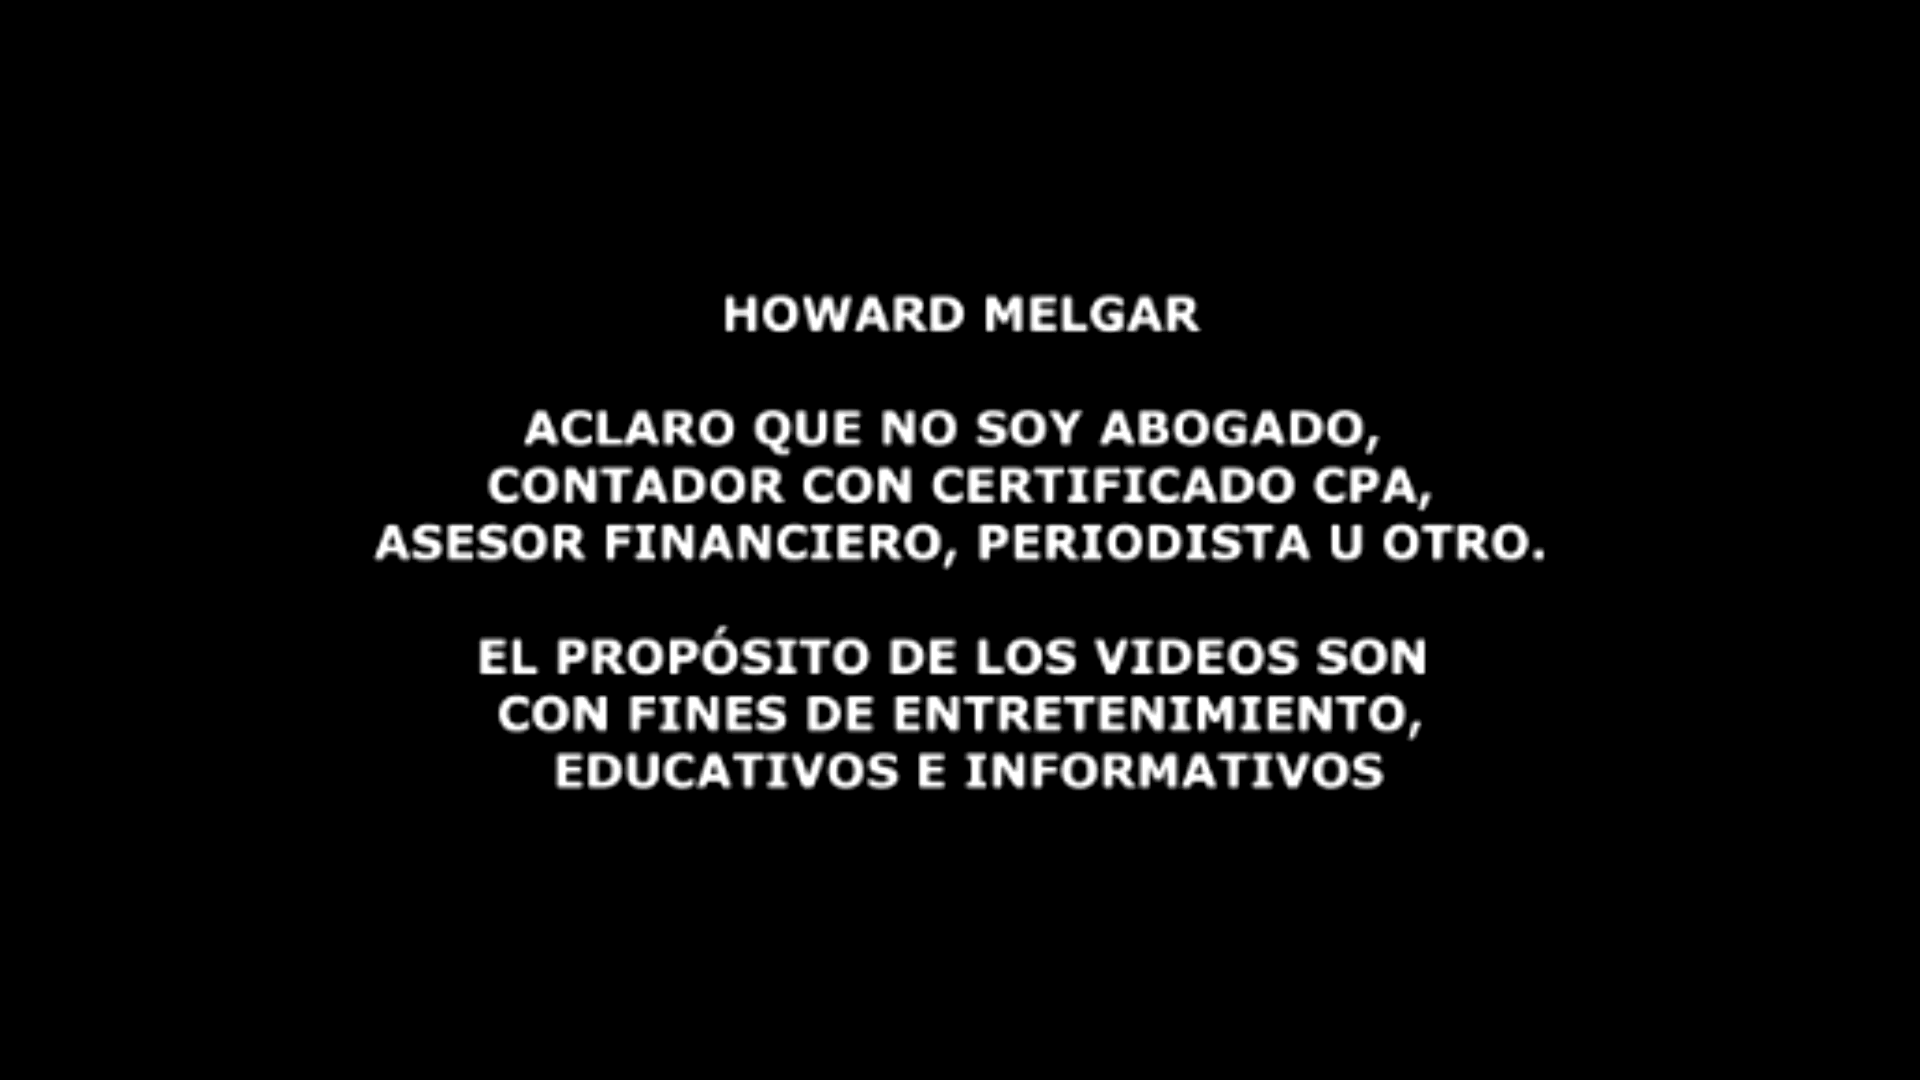 HOWARD MELGAR
ACLARO QUE NO SOY ABOGADO,
CONTADOR CON CERTIFICADO CPA,
ASESOR FINANCIERO, PERIODISTA U OTRO.
EL PROPÓSITO DE LOS VIDEOS SON
CON FINES DE ENTRETENIMIENTO,
EDUCATIVOS E INFORMATIVOS